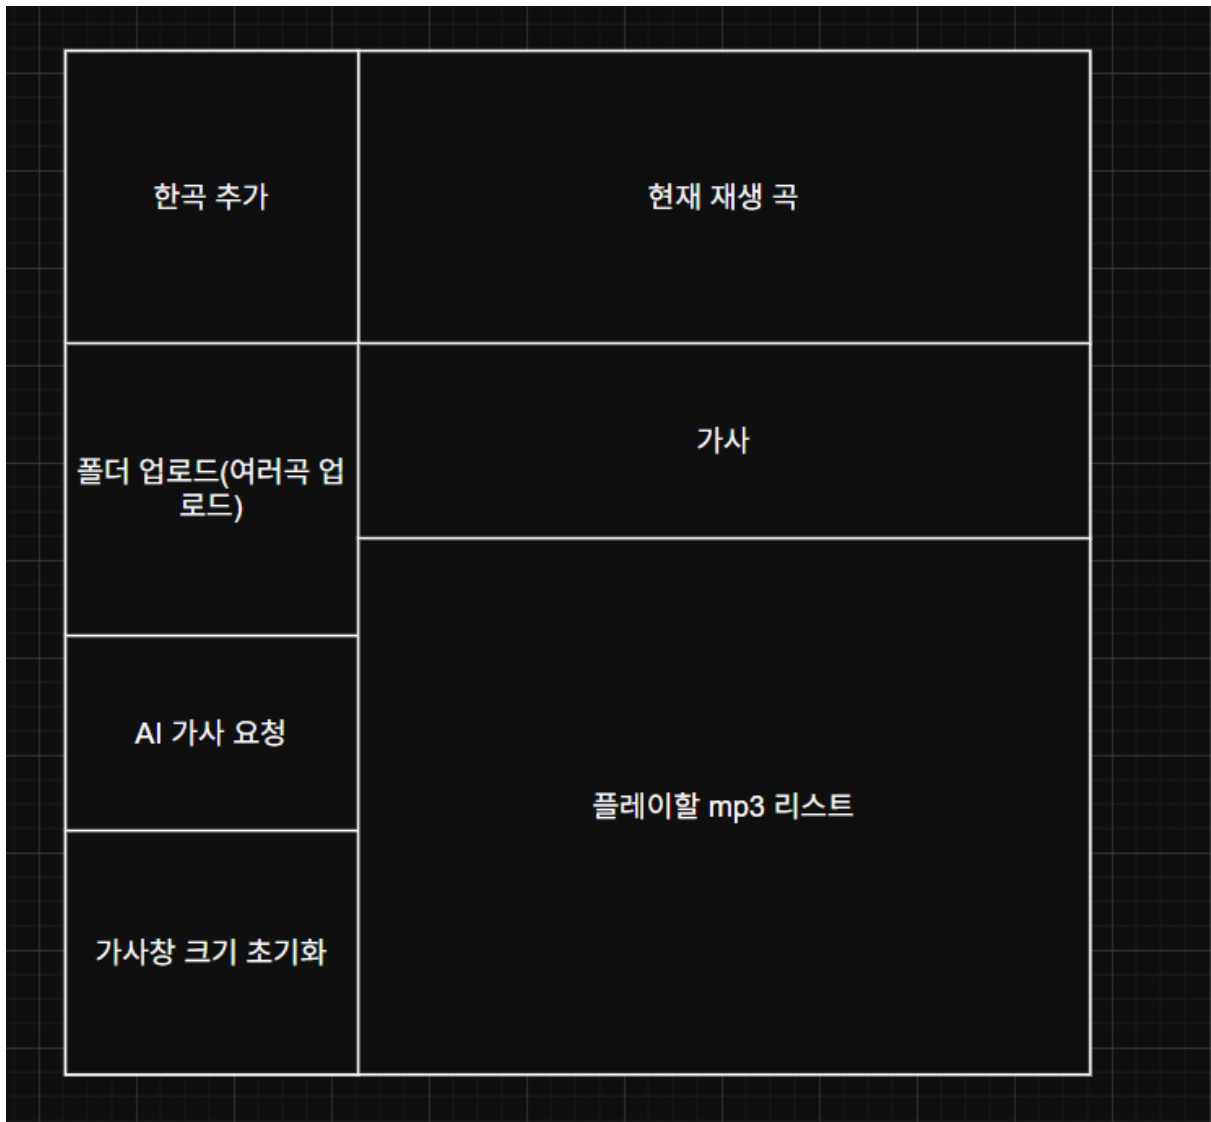 한곡 추가
현재 재생 곡
폴더 업로드(여러곡 업
로드)
가사
AI 가사 요청
플레이할 mp3 리스트
가사창 크기 초기화